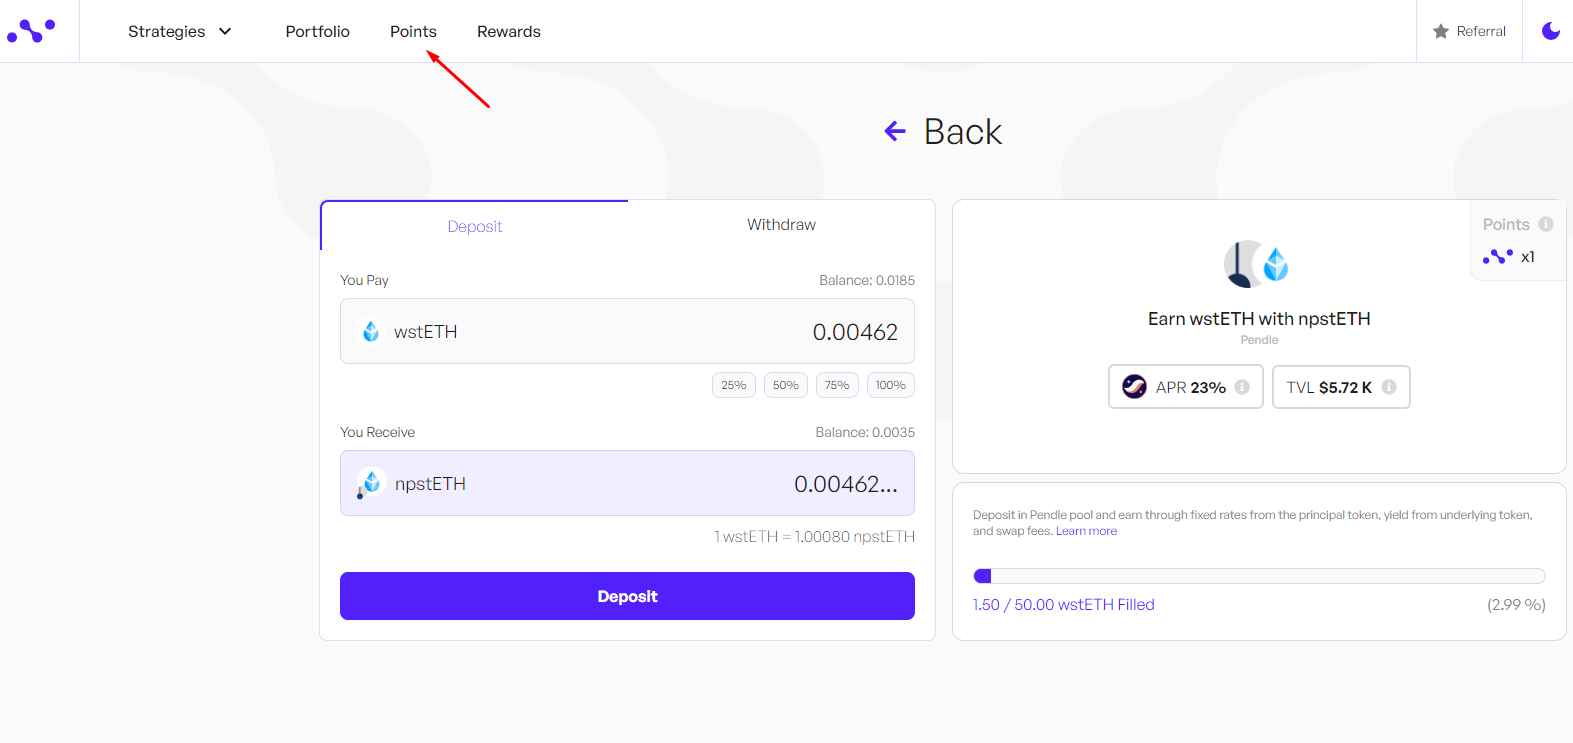 Strategies Portfolio Points Rewards Referral
Back
Deposit Withdraw
You Pay Balance: 0.0185
wstETH 0.00462
25% 50% 75% 100%
You Receive Balance: 0.0035
npstETH 0.00462...
1 wstETH = 1.00080 npstETH
Deposit
Points
x1
Earn wstETH with npstETH
Pendle
APR 23% TVL $5.72 K
Deposit in Pendle pool and earn through fixed rates from the principal token, yield from underlying token,
and swap fees. Learn more
1.50 / 50.00 wstETH Filled (2.99 %)